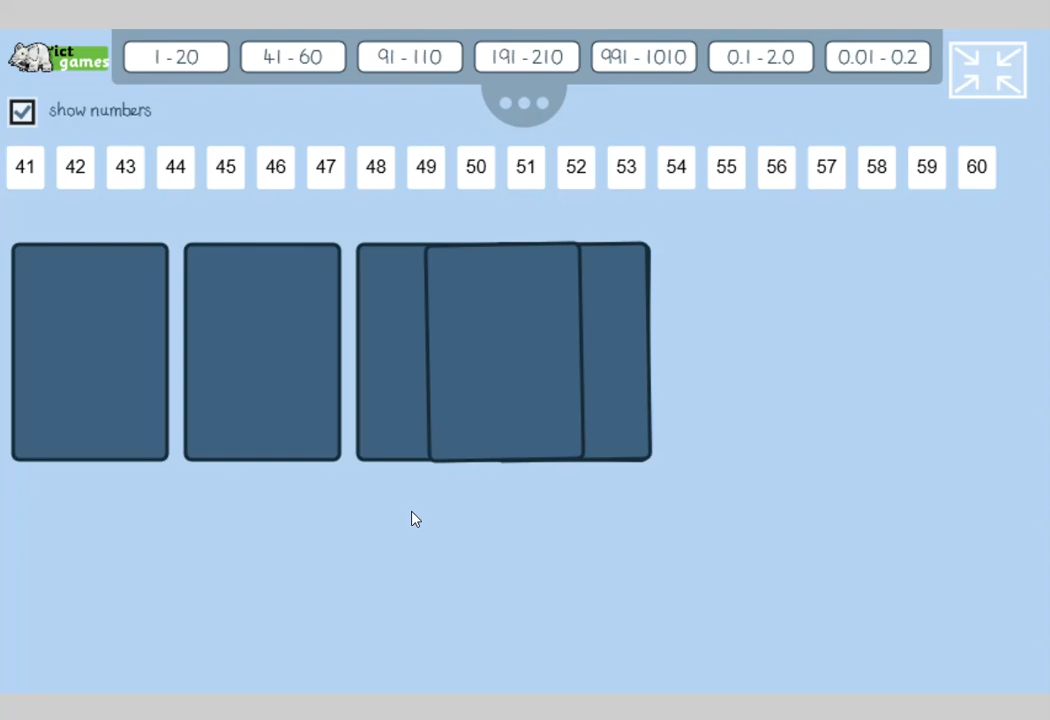 ict
games
1 - 20
41 - 60
91 - 110
191 - 210
991 - 1010
0.1 - 2.0
0.01 - 0.2
show numbers
41 42 43 44 45 46 47 48 49 50 51 52 53 54 55 56 57 58 59 60